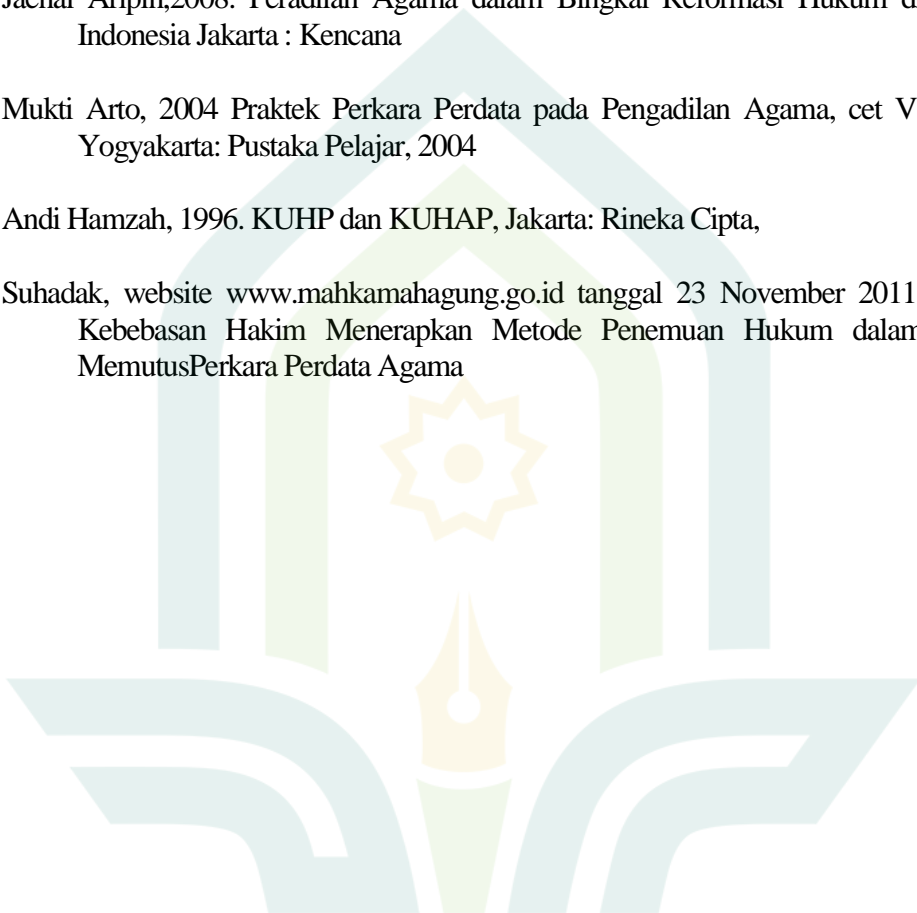 Jaenal Aripin,2008. Peradilan Agama dalam Bingkai Reformasi Hukum di
Indonesia Jakarta : Kencana
Mukti Arto, 2004 Praktek Perkara Perdata pada Pengadilan Agama, cet V
Yogyakarta: Pustaka Pelajar, 2004
Andi Hamzah, 1996. KUHP dan KUHAP, Jakarta: Rineka Cipta,
Suhadak, website www.mahkamahagung.go.id tanggal 23 November 2011
Kebebasan Hakim Menerapkan Metode Penemuan Hukum dalam
MemutusPerkara Perdata Agama